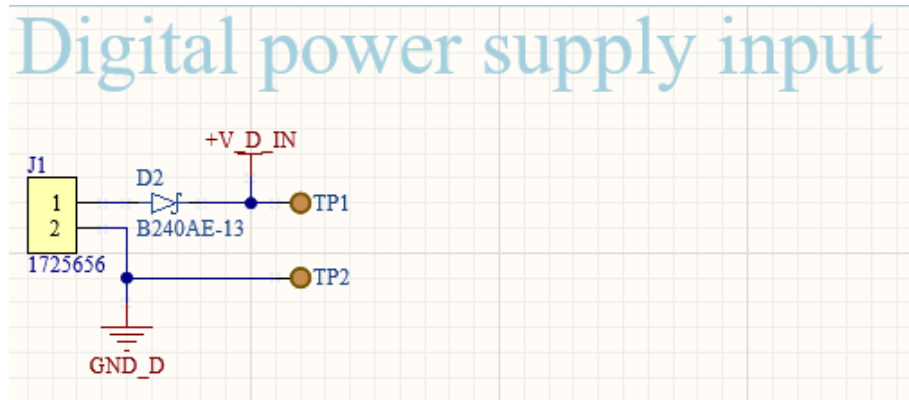 Digital power supply input
+V_D_IN
J1
D2
1
TP1
2
B240AE-13
1725656
TP2
GND_D